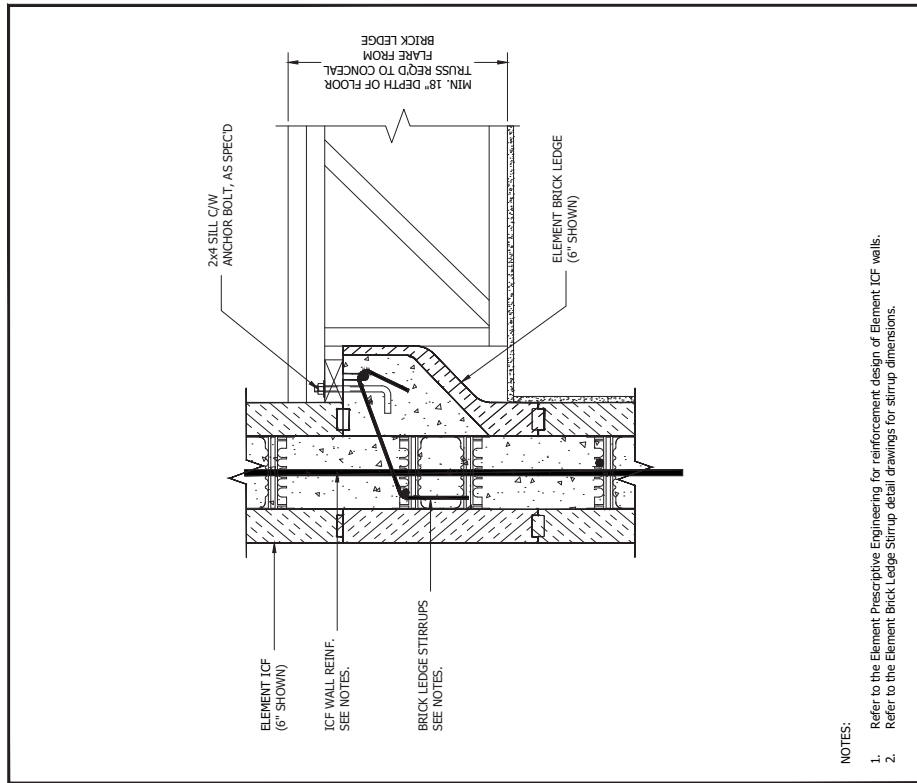 MIN. 18" DEPTH OF FLOOR
TRUSS REQ'D TO CONCEAL
FLARE FROM
BRICK LEDGE
2x4 SILL C/W
ANCHOR BOLT, AS SPEC'D
ELEMENT BRICK LEDGE
(6" SHOWN)
ELEMENT ICF
(6" SHOWN)
ICF WALL REINF.
SEE NOTES.
BRICK LEDGE STIRRUPS
SEE NOTES.
NOTES:
1. Refer to the Element Prescriptive Engineering for reinforcement design of Element ICF walls.
2. Refer to the Element Brick Ledge Stirrup detail drawings for stirrup dimensions.